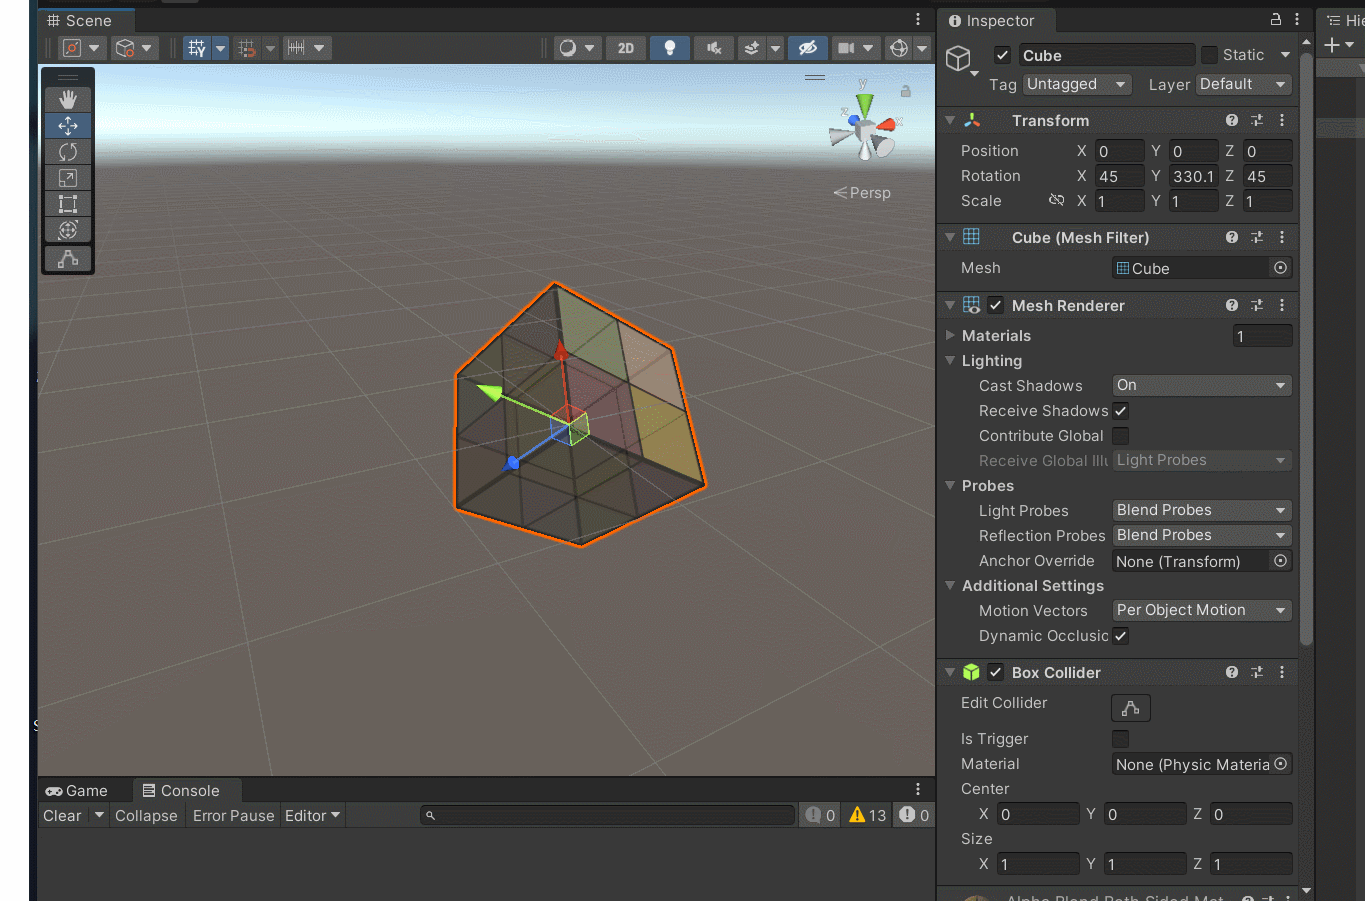 Scene
2D
y
z
x
Persp
Game
Console
Clear
Collapse
Error Pause
Editor
0
13
0
Inspector
Cube
Static
Tag
Untagged
Layer
Default
Transform
Position
X 0 Y 0 Z 0
Rotation
X 45 Y 330.1 Z 45
Scale
X 1 Y 1 Z 1
Cube (Mesh Filter)
Mesh
Cube
Mesh Renderer
Materials
1
Lighting
Cast Shadows
On
Receive Shadows
Contribute Global
Receive Global Illu
Light Probes
Probes
Light Probes
Blend Probes
Reflection Probes
Blend Probes
Anchor Override
None (Transform)
Additional Settings
Motion Vectors
Per Object Motion
Dynamic Occlusic
Box Collider
Edit Collider
Is Trigger
Material
None (Physic Materia
Center
X 0 Y 0 Z 0
Size
X 1 Y 1 Z 1
Hie